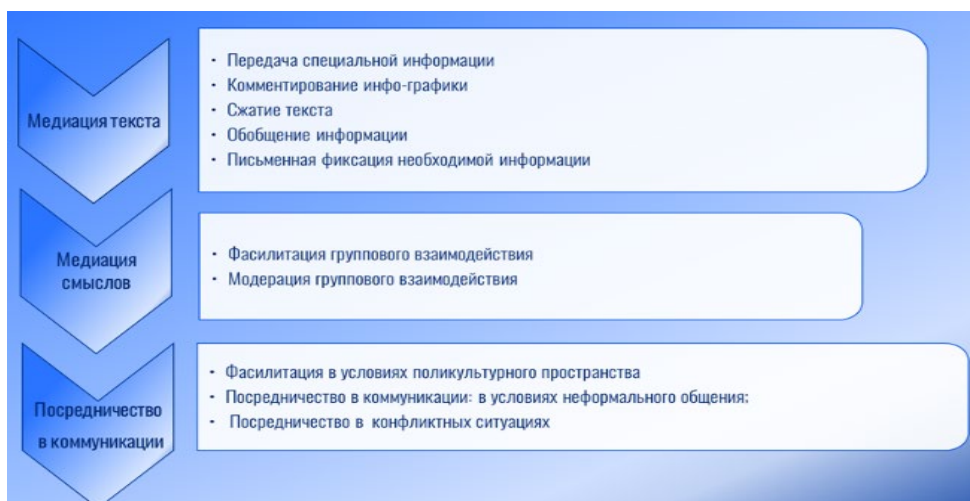 Медиация текста
• Передача специальной информации
• Комментирование инфо-графики
• Сжатие текста
• Обобщение информации
• Письменная фиксация необходимой информации
Медиация
смыслов
• Фасилитация группового взаимодействия
• Модерация группового взаимодействия
Посредничество
в коммуникации
• Фасилитация в условиях поликультурного пространства
• Посредничество в коммуникации: в условиях неформального общения;
• Посредничество в конфликтных ситуациях